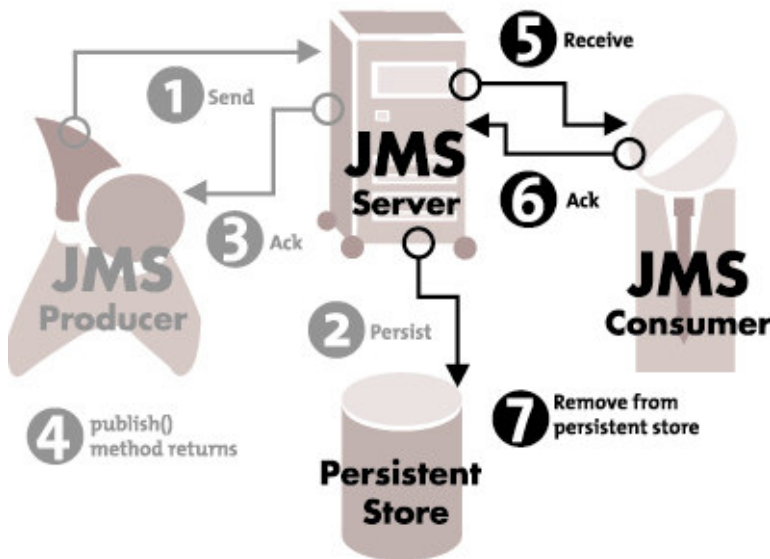 5 Receive
1 Send
JMS
Server
6 Ack
3 Ack
JMS
Producer
JMS
Consumer
2 Persist
4 publish()
method returns
7 Remove from
persistent store
Persistent
Store